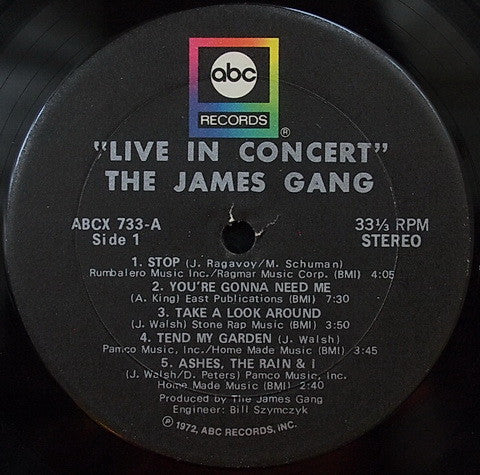 abc
RECORDS
®
"LIVE IN CONCERT"
THE JAMES GANG
ABCX 733-A
Side 1
33⅓ RPM
STEREO
1. STOP (J. Ragavoy/M. Schuman)
Rumbalero Music Inc./Ragmar Music Corp. (BMI) 4:05
2. YOU'RE GONNA NEED ME
(A. King) East Publications (BMI) 7:30
3. TAKE A LOOK AROUND
(J. Walsh) Stone Rap Music (BMI) 3:50
4. TEND MY GARDEN (J. Walsh)
Pamco Music, Inc./Home Made Music (BMI) 3:45
5. ASHES, THE RAIN & I
(J. Walsh/D. Peters) Pamco Music, Inc.
Home Made Music (BMI) 2:40
Produced by The James Gang
Engineer: Bill Szymczyk
℗ 1972, ABC RECORDS, INC.